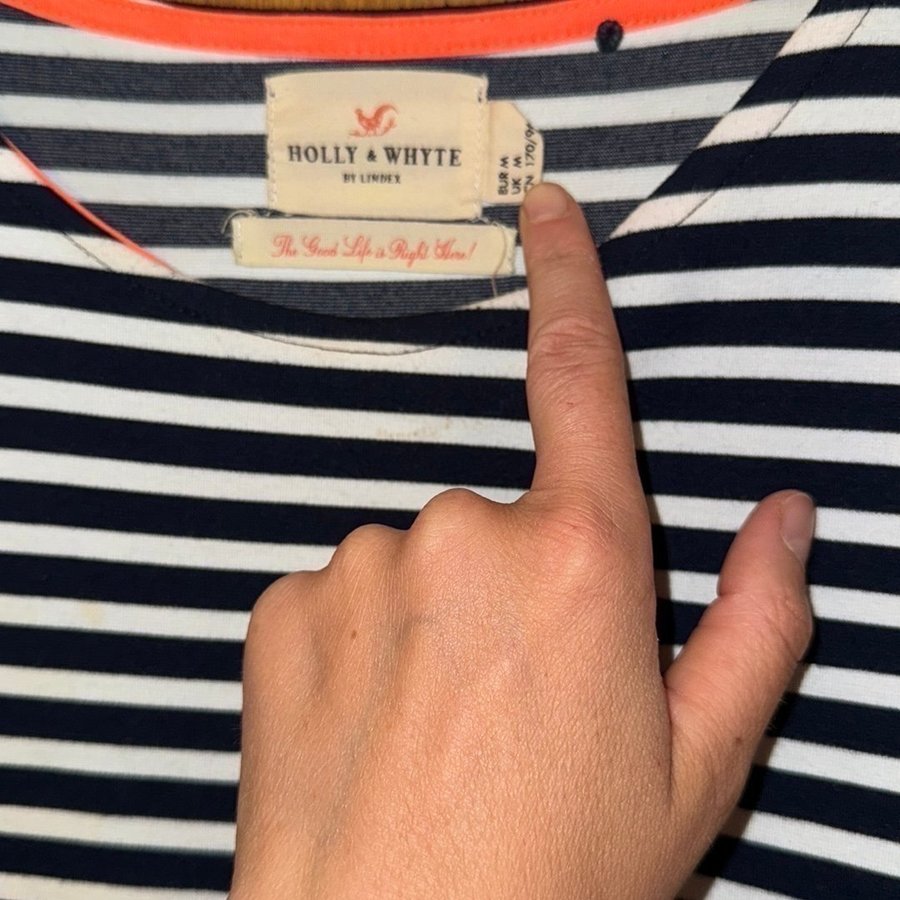 HOLLY & WHYTE
BY LINDEX
EUR M
UK M
CN 170/9
The Good Life is Right Here!